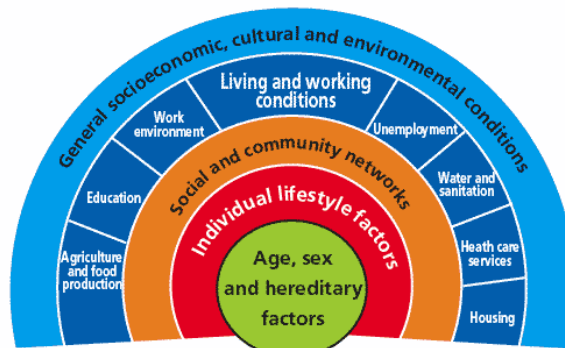 General socioeconomic, cultural and environmental conditions
Living and working
conditions
Work
environment
Unemployment
Education
Water and
sanitation
Agriculture
and food
production
Heath care
services
Housing
Social and community networks
Individual lifestyle factors
Age, sex
and hereditary
factors